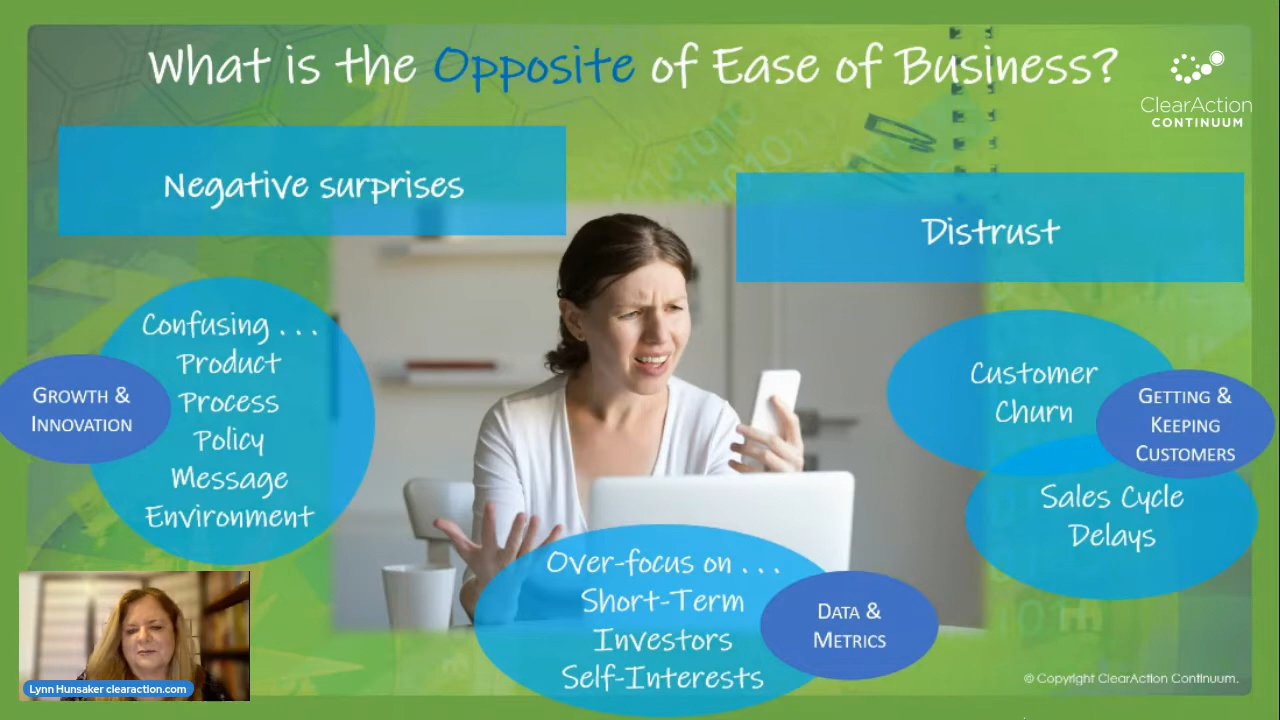 What is the Opposite of Ease of Business?
ClearAction
CONTINUUM
Negative surprises
Distrust
Confusing . . .
Product
Process
Policy
Message
Environment
GROWTH &
INNOVATION
Customer
Churn
GETTING &
KEEPING
CUSTOMERS
Sales Cycle
Delays
Over-focus on . . .
Short-Term
Investors
Self-Interests
DATA &
METRICS
Lynn Hunsaker clearaction.com
© Copyright ClearAction Continuum.